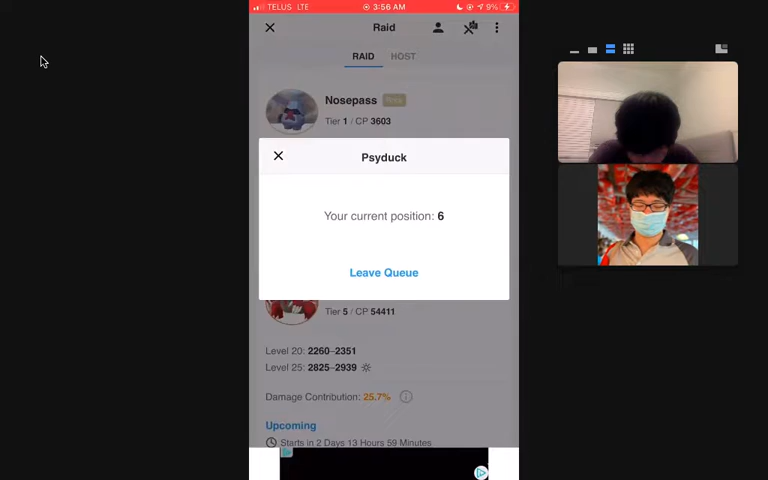 TELUS LTE 3:56 AM 9%
Raid
RAID HOST
Nosepass
Tier 1 / CP 3603
Psyduck
Your current position: 6
Leave Queue
Tier 5 / CP 54411
Level 20: 2260–2351
Level 25: 2825–2939
Damage Contribution: 25.7%
Upcoming
Starts in 2 Days 13 Hours 59 Minutes